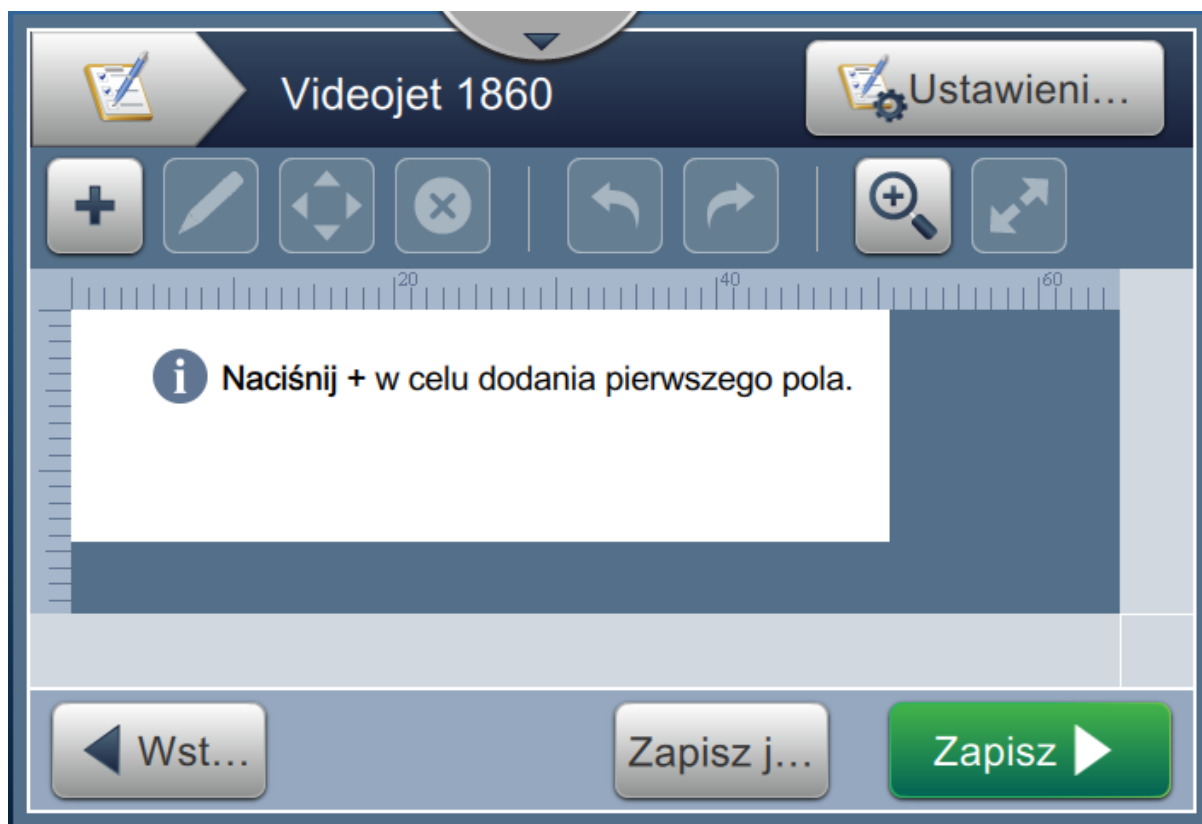 Videojet 1860
Ustawieni...
20 40 60
Naciśnij + w celu dodania pierwszego pola.
Wst...
Zapisz j...
Zapisz